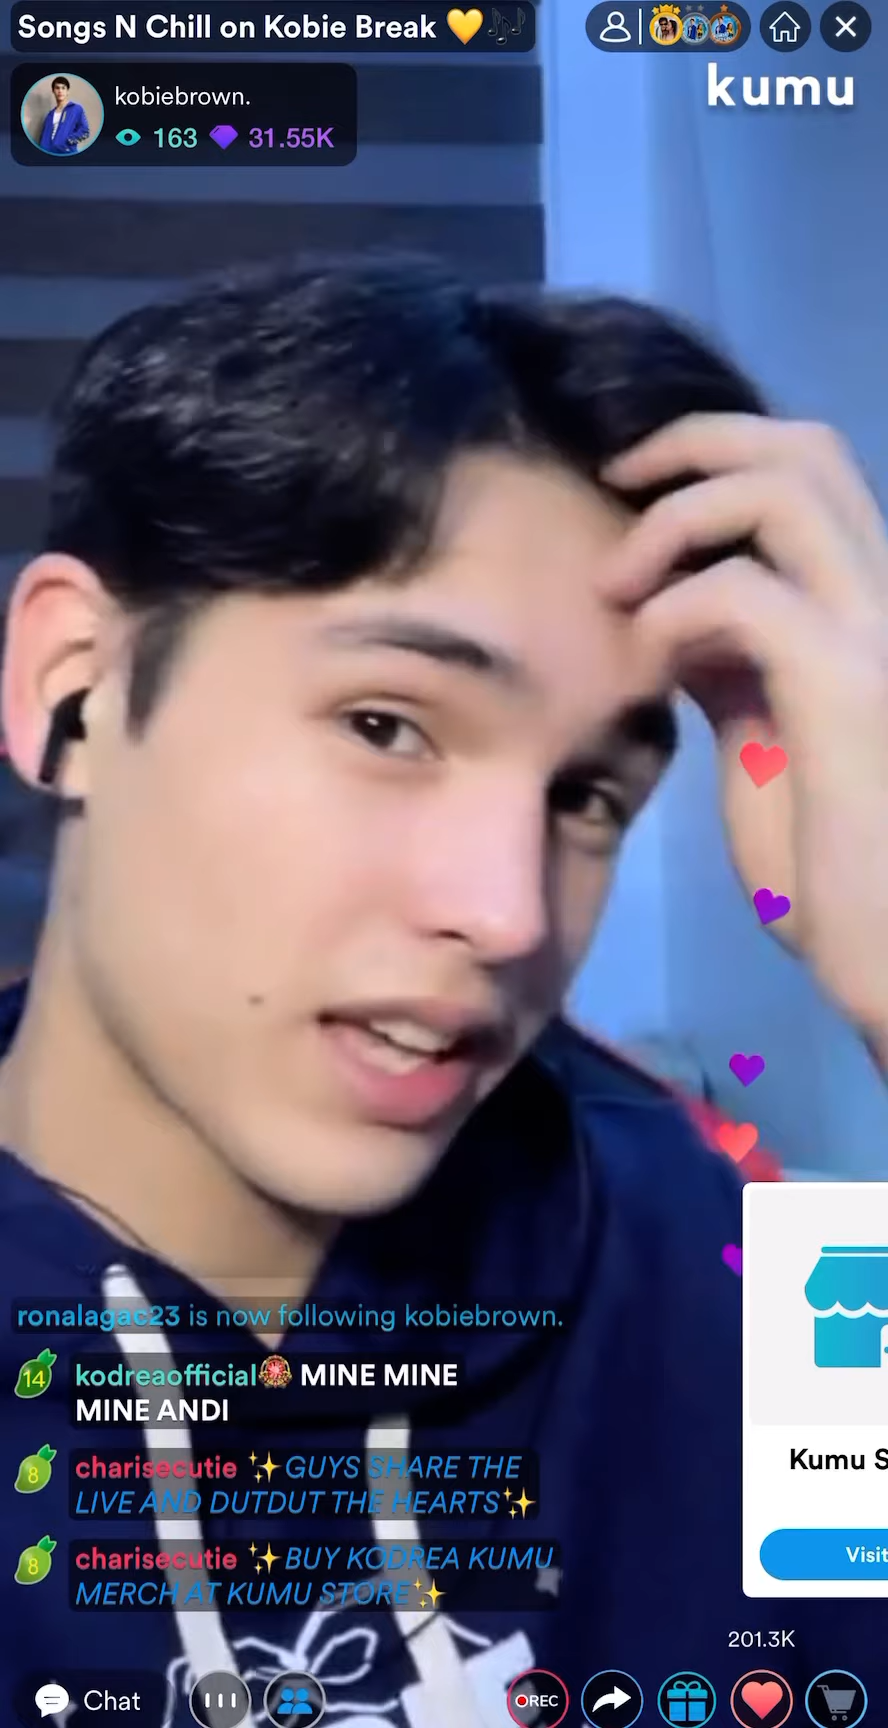 Songs N Chill on Kobie Break 💛🎶
kobiebrown.
163 31.55K
kumu
ronalagac23 is now following kobiebrown.
14 kodreaofficial MINE MINE
MINE ANDI
8 charisecutie ✨GUYS SHARE THE
LIVE AND DUTDUT THE HEARTS✨
8 charisecutie ✨BUY KODREA KUMU
MERCH AT KUMU STORE✨
Kumu S
Visit
201.3K
Chat
REC